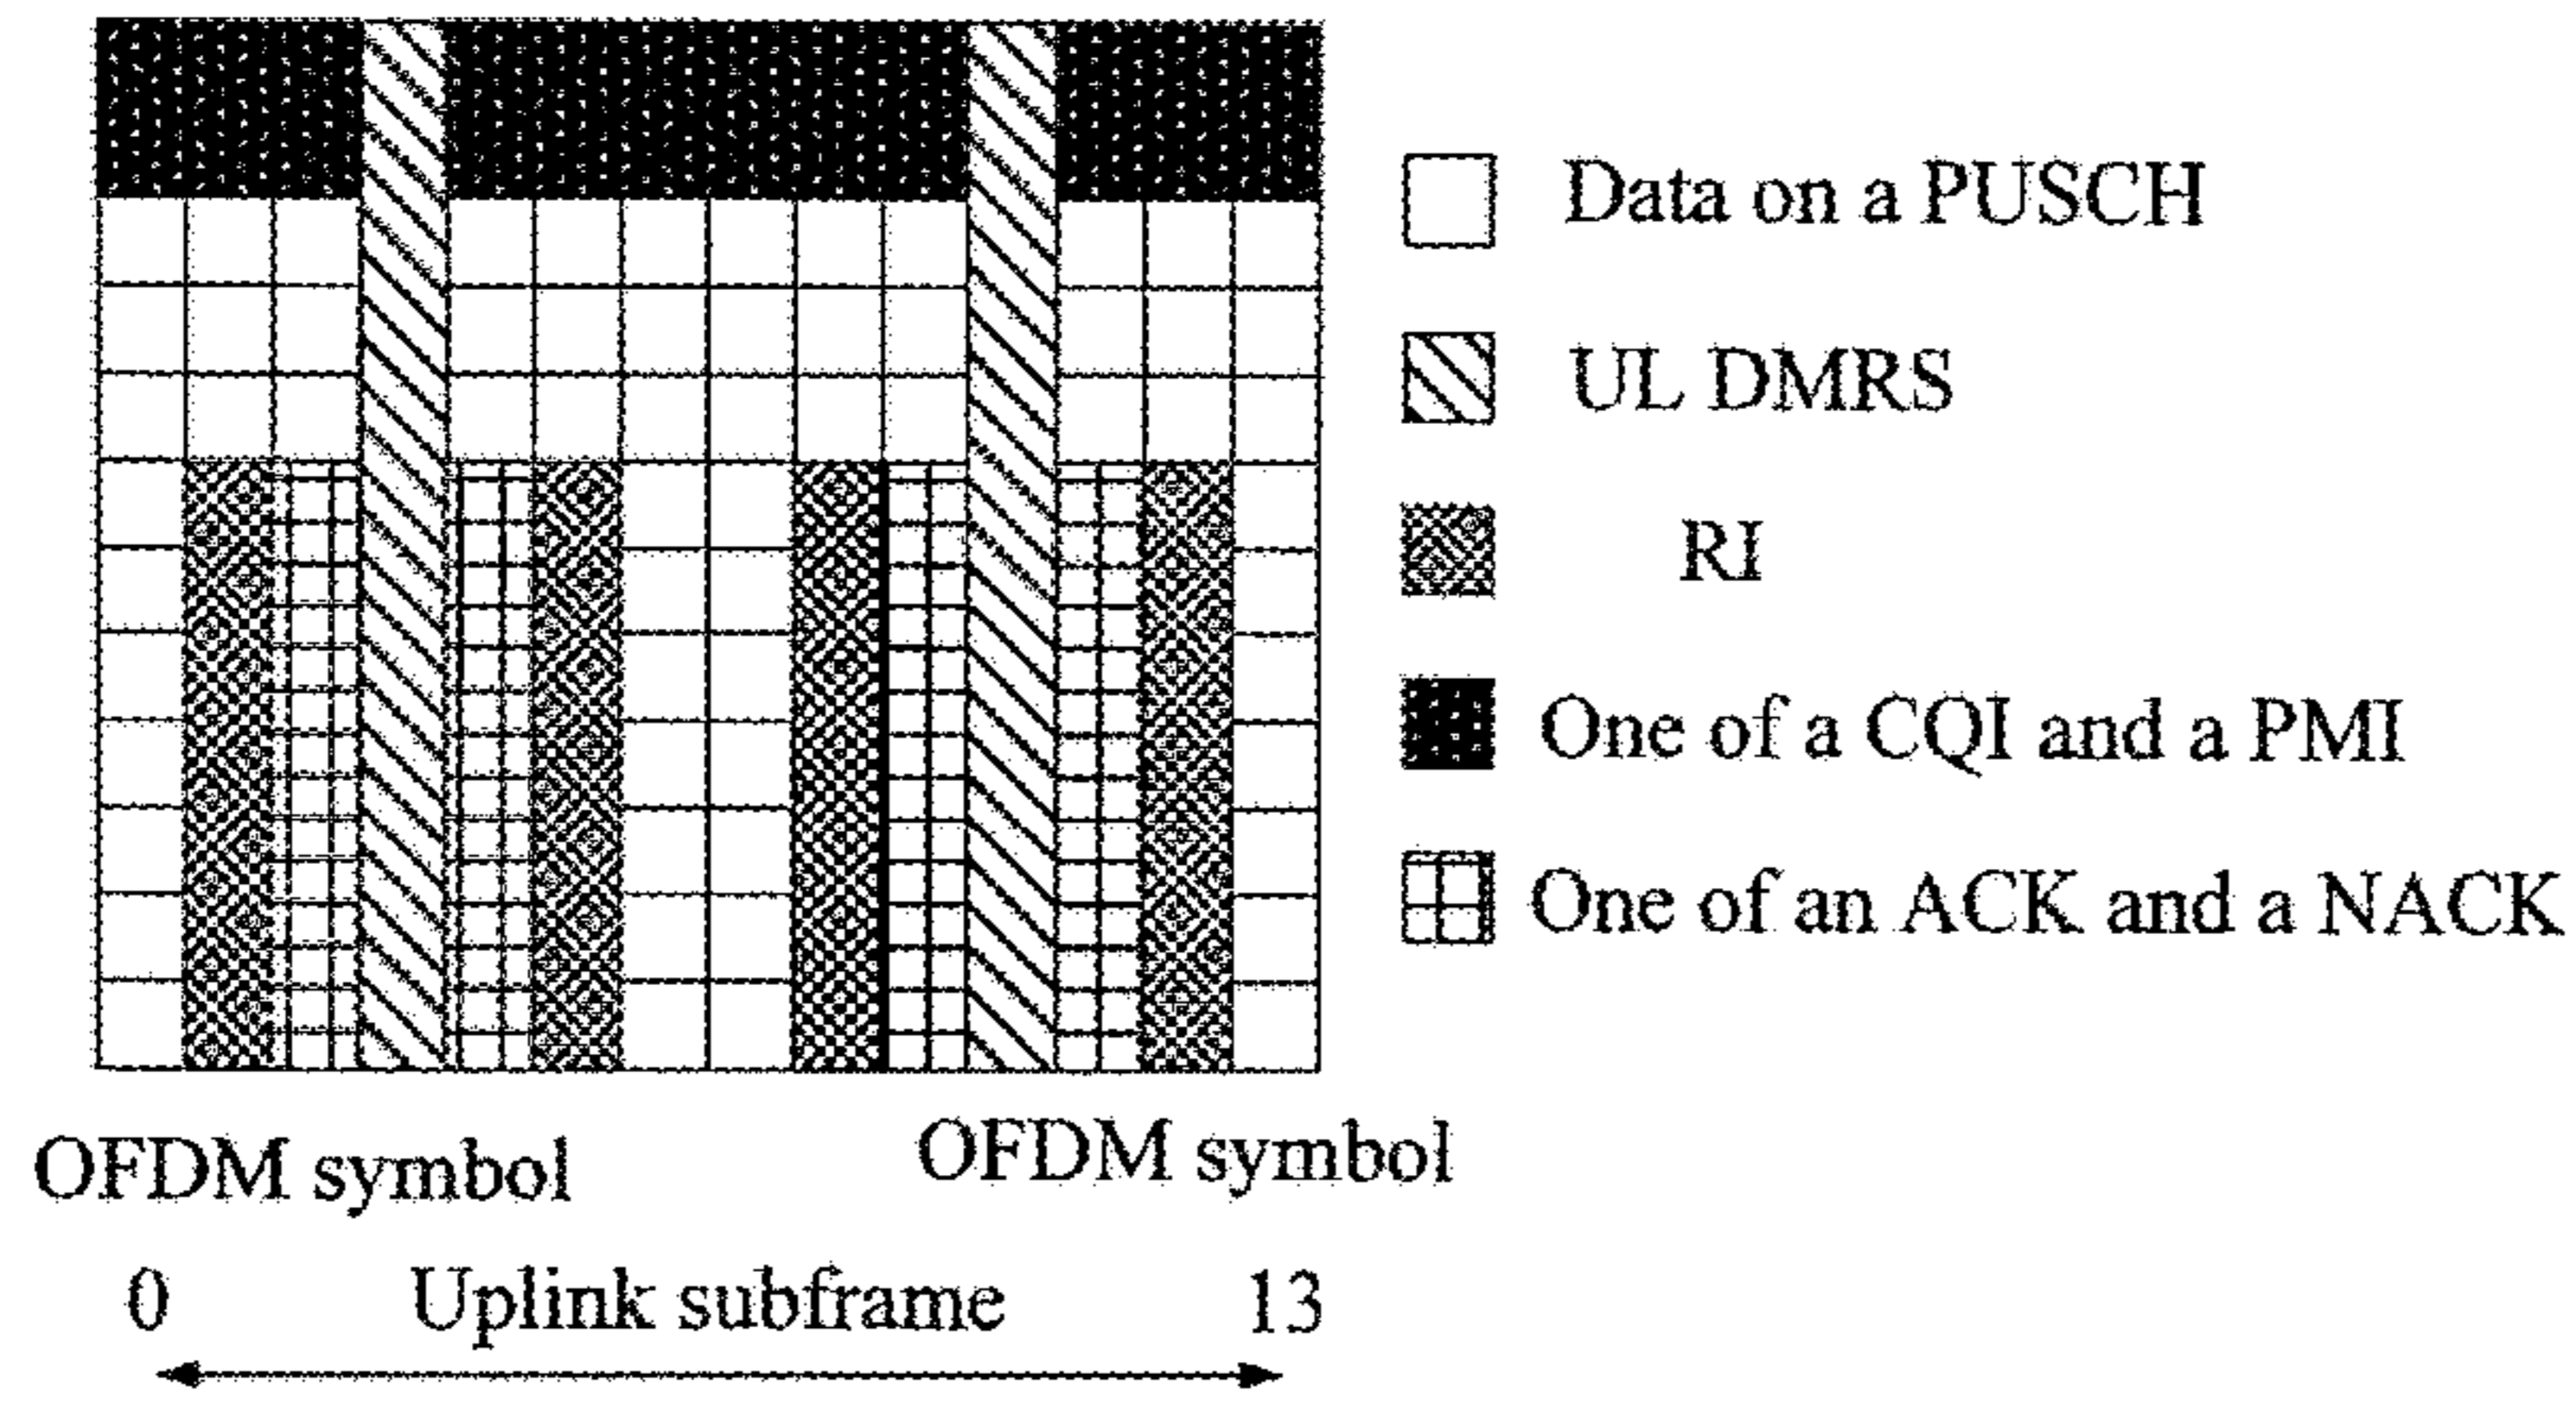 Data on a PUSCH
UL DMRS
RI
One of a CQI and a PMI
One of an ACK and a NACK
OFDM symbol OFDM symbol
0 Uplink subframe 13